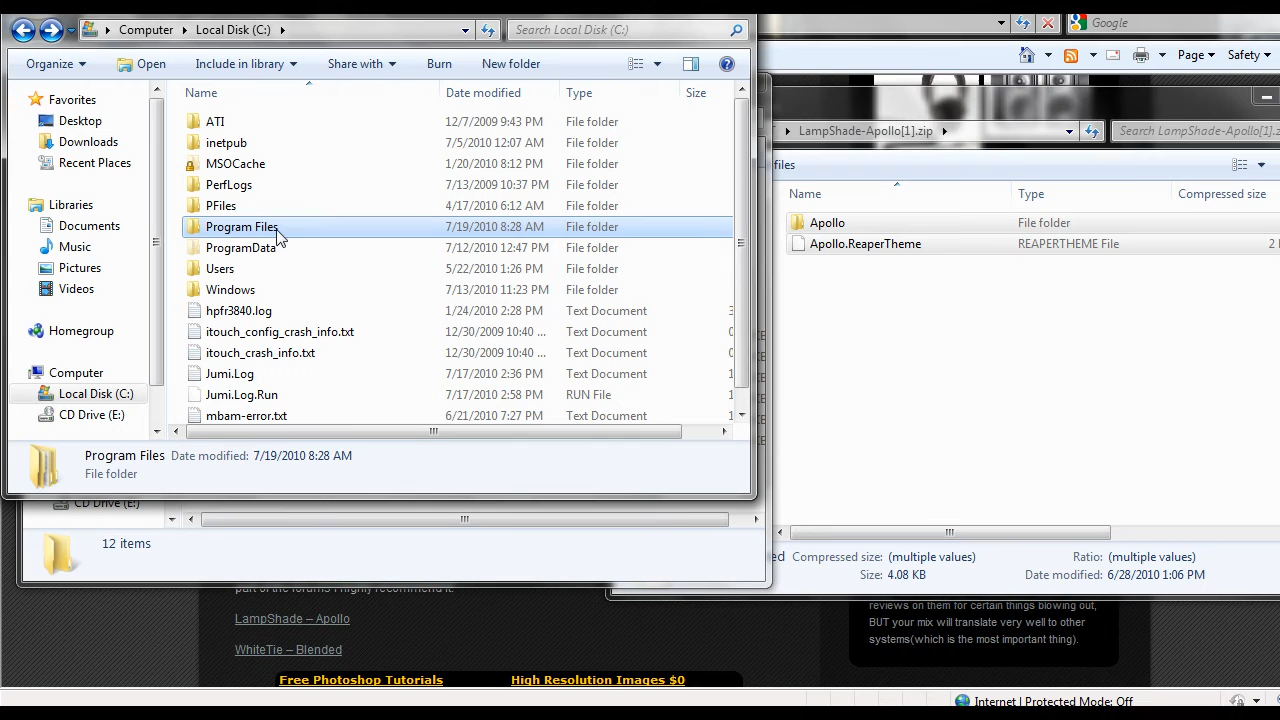 Computer Local Disk (C:) Search Local Disk (C:)
Google
Organize Open Include in library Share with Burn New folder
Page Safety
Name Date modified Type Size
Favorites
Desktop
Downloads
Recent Places
Libraries
Documents
Music
Pictures
Videos
Homegroup
Computer
Local Disk (C:)
CD Drive (E:)
ATI 12/7/2009 9:43 PM File folder
inetpub 7/5/2010 12:07 AM File folder
MSOCache 1/20/2010 8:12 PM File folder
PerfLogs 7/13/2009 10:37 PM File folder
PFiles 4/17/2010 6:12 AM File folder
Program Files 7/19/2010 8:28 AM File folder
ProgramData 7/12/2010 12:47 PM File folder
Users 5/22/2010 1:26 PM File folder
Windows 7/13/2010 11:23 PM File folder
hpfr3840.log 1/24/2010 2:28 PM Text Document 3
itouch_config_crash_info.txt 12/30/2009 10:40 ... Text Document 0
itouch_crash_info.txt 12/30/2009 10:40 ... Text Document 0
Jumi.Log 7/17/2010 2:36 PM Text Document 1
Jumi.Log.Run 7/17/2010 2:58 PM RUN File 1
mbam-error.txt 6/21/2010 7:27 PM Text Document 1
Program Files Date modified: 7/19/2010 8:28 AM
File folder
CD Drive (E:)
12 items
LampShade-Apollo[1].zip Search LampShade-Apollo[1].zip
files
Name Type Compressed size
Apollo File folder
Apollo.ReaperTheme REAPERTHEME File 2
ed Compressed size: (multiple values) Ratio: (multiple values)
Size: 4.08 KB Date modified: 6/28/2010 1:06 PM
part of the forums I highly recommend it.
LampShade – Apollo
WhiteTie – Blended
Free Photoshop Tutorials High Resolution Images $0
reviews on them for certain things blowing out,
BUT your mix will translate very well to other
systems(which is the most important thing).
Internet | Protected Mode: Off